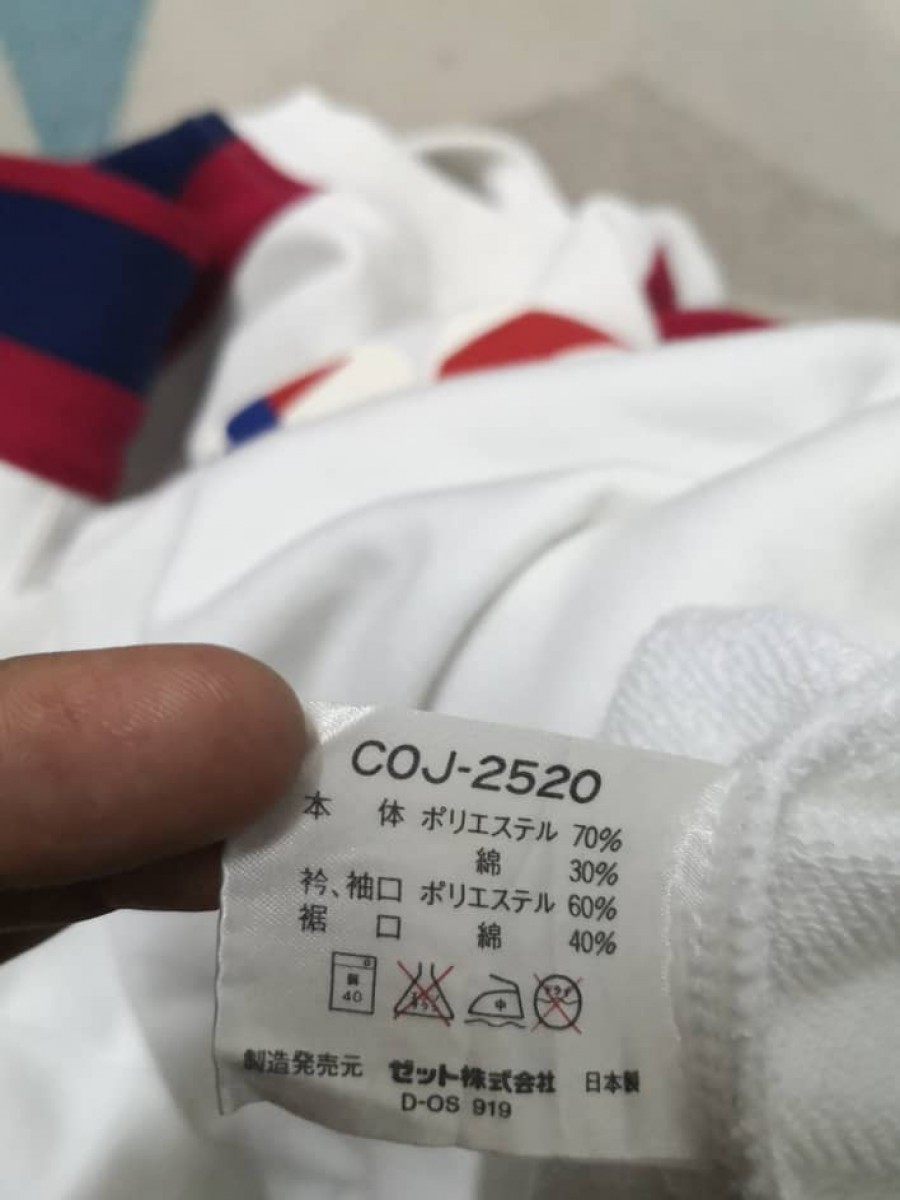 COJ-2520
本 体 ポリエステル 70%
綿 30%
衿、袖口 ポリエステル 60%
裾 口 綿 40%
弱
40
中
製造発売元 ゼット株式会社 日本製
D-OS 919